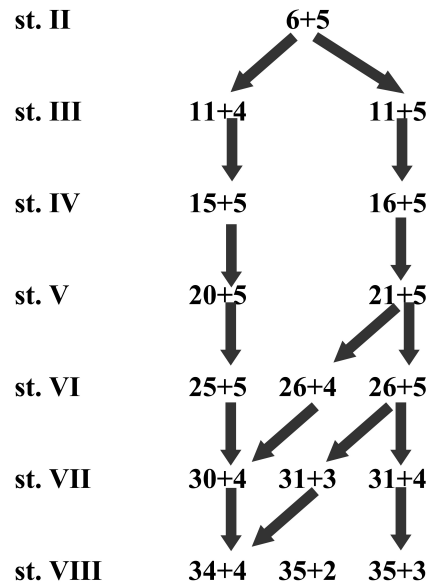 st. II 6+5
st. III 11+4 11+5
st. IV 15+5 16+5
st. V 20+5 21+5
st. VI 25+5 26+4 26+5
st. VII 30+4 31+3 31+4
st. VIII 34+4 35+2 35+3